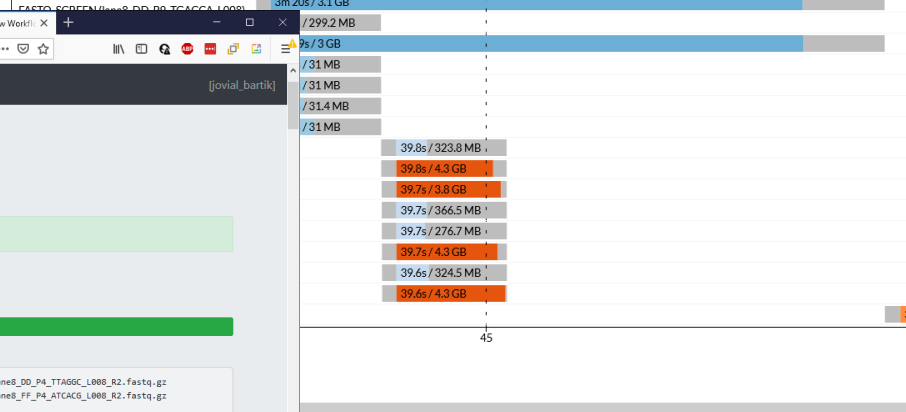 3m 20s / 3.1 GB
w Workfl
/ 299.2 MB
9s / 3 GB
ABP
/ 31 MB
/ 31 MB
[jovial_bartik]
/ 31.4 MB
/ 31 MB
39.8s / 323.8 MB
39.8s / 4.3 GB
39.7s / 3.8 GB
39.7s / 366.5 MB
39.7s / 276.7 MB
39.7s / 4.3 GB
39.6s / 324.5 MB
39.6s / 4.3 GB
45
ne8_DD_P4_TTAGGC_L008_R2.fastq.gz
ne8_FF_P4_ATCACG_L008_R2.fastq.gz